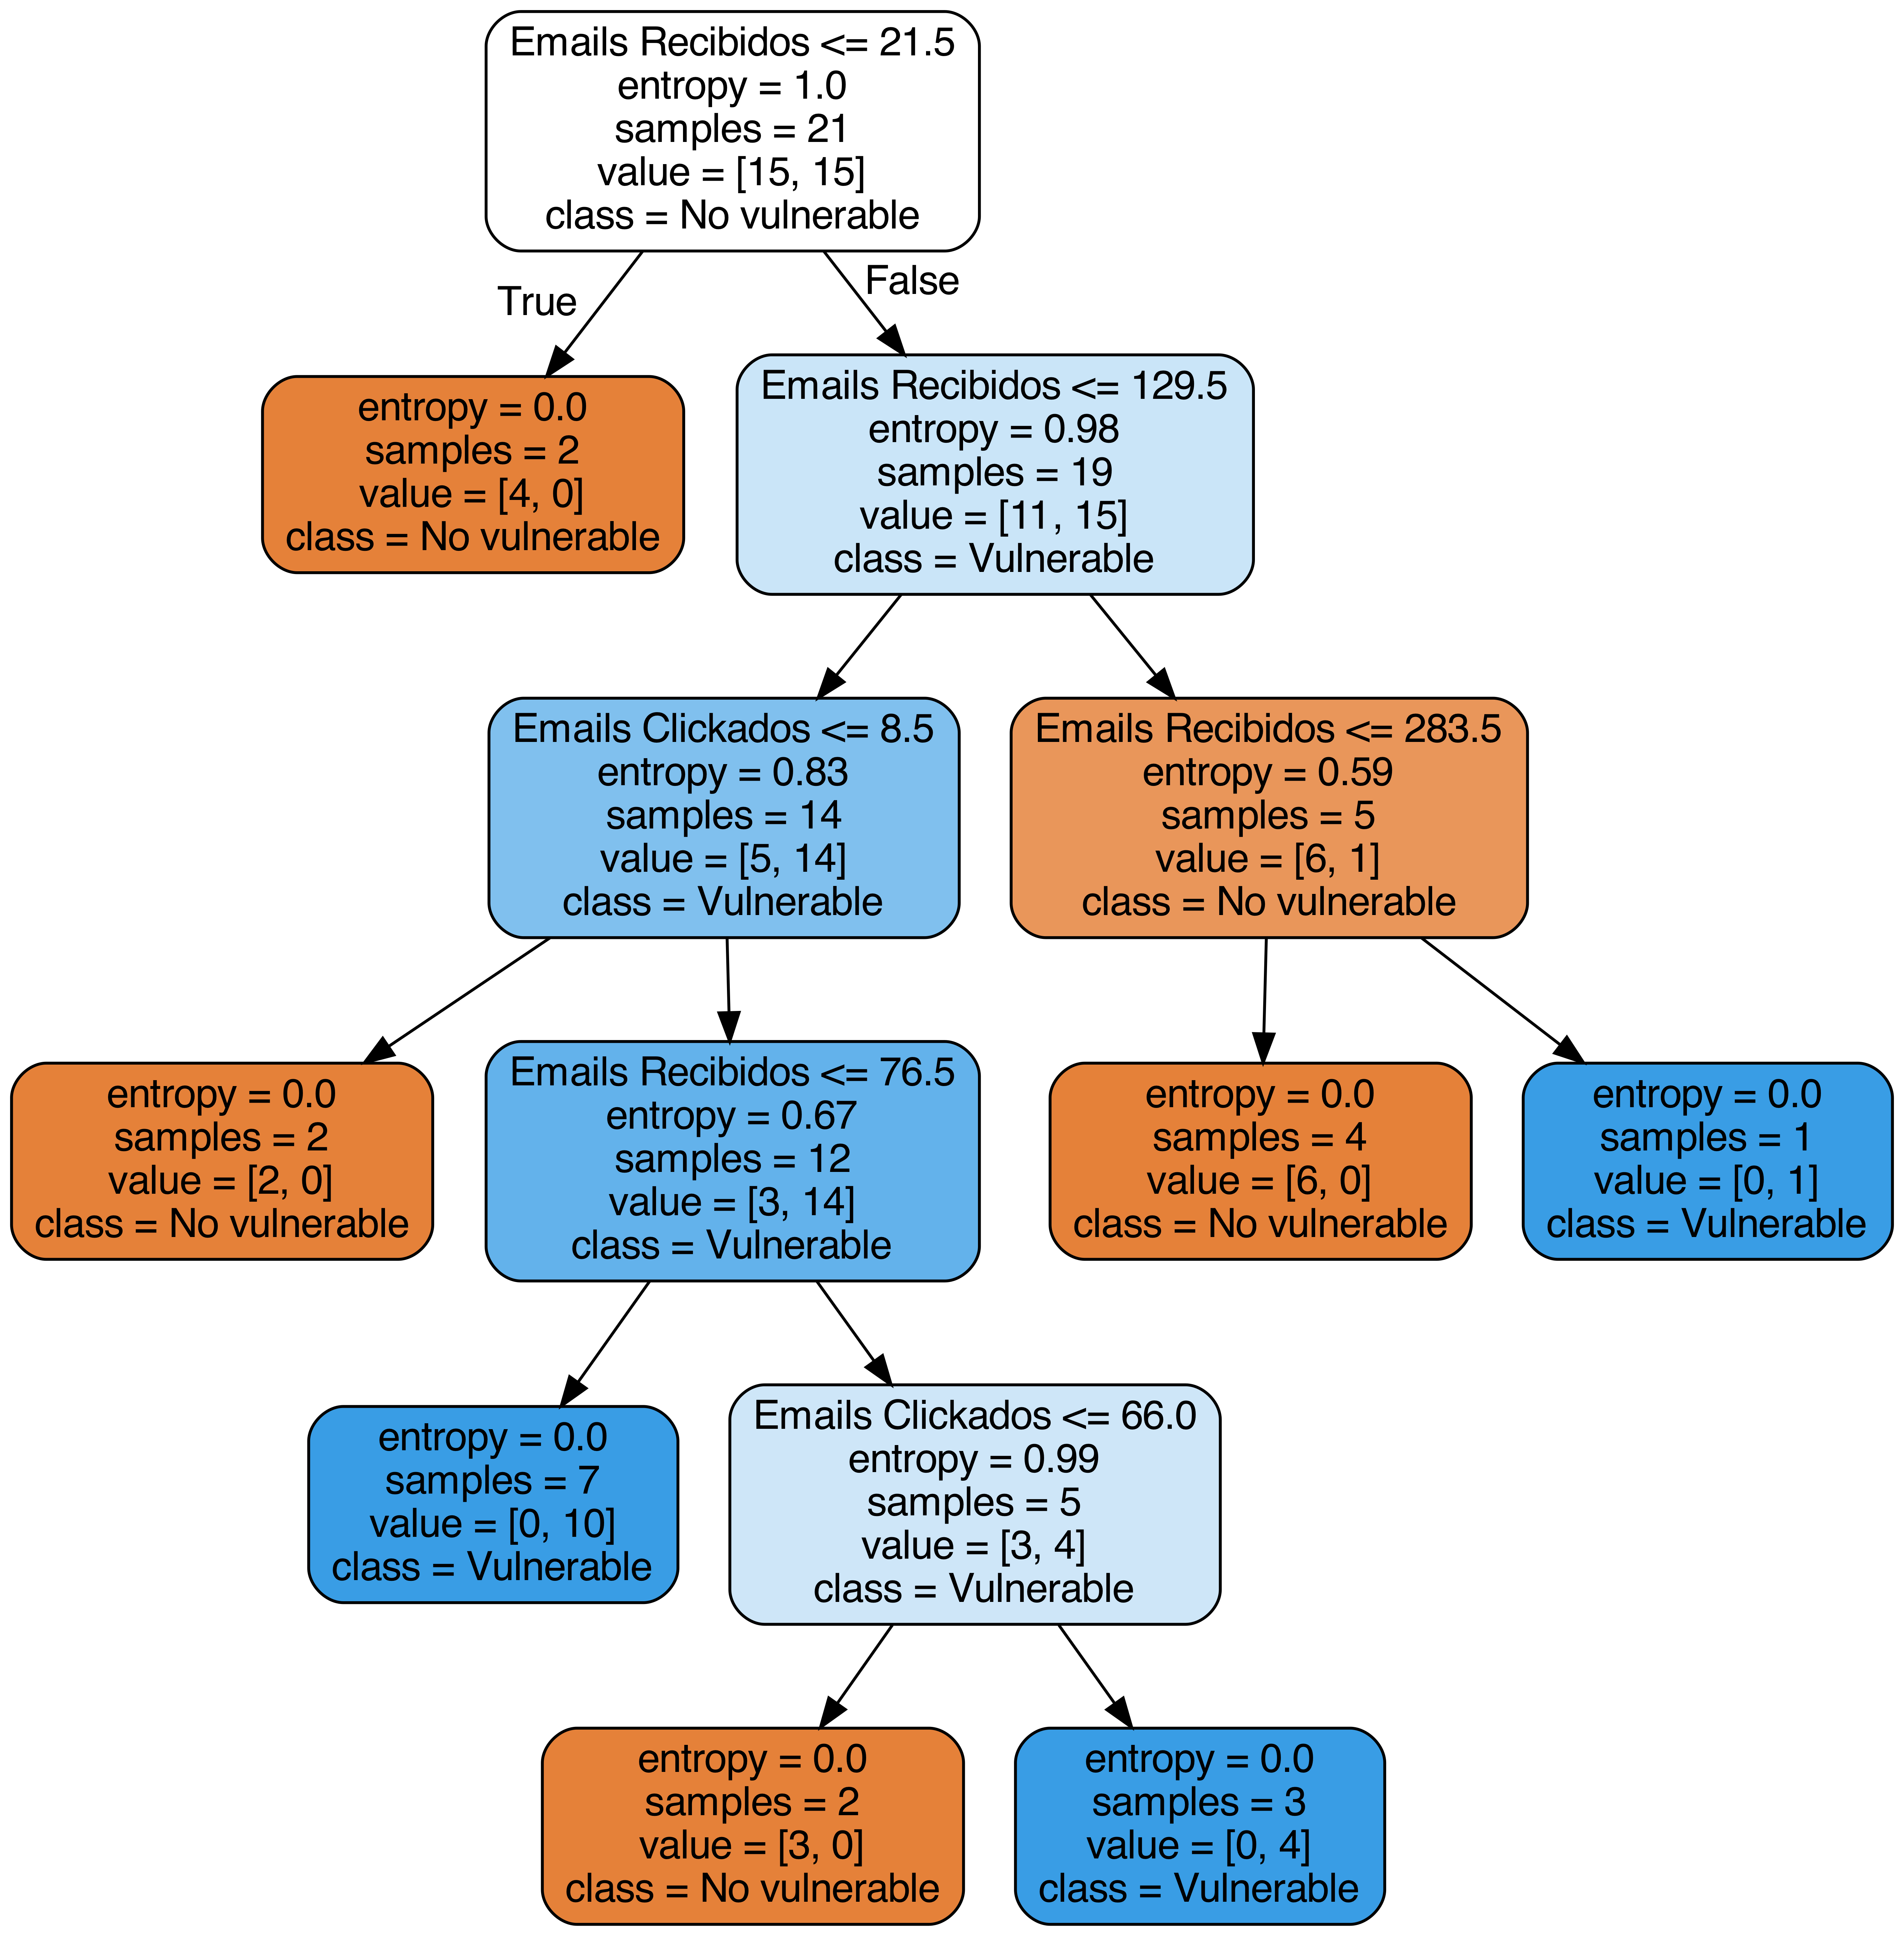 Emails Recibidos <= 21.5
entropy = 1.0
samples = 21
value = [15, 15]
class = No vulnerable
True
False
entropy = 0.0
samples = 2
value = [4, 0]
class = No vulnerable
Emails Recibidos <= 129.5
entropy = 0.98
samples = 19
value = [11, 15]
class = Vulnerable
Emails Clickados <= 8.5
entropy = 0.83
samples = 14
value = [5, 14]
class = Vulnerable
Emails Recibidos <= 283.5
entropy = 0.59
samples = 5
value = [6, 1]
class = No vulnerable
entropy = 0.0
samples = 2
value = [2, 0]
class = No vulnerable
Emails Recibidos <= 76.5
entropy = 0.67
samples = 12
value = [3, 14]
class = Vulnerable
entropy = 0.0
samples = 4
value = [6, 0]
class = No vulnerable
entropy = 0.0
samples = 1
value = [0, 1]
class = Vulnerable
entropy = 0.0
samples = 7
value = [0, 10]
class = Vulnerable
Emails Clickados <= 66.0
entropy = 0.99
samples = 5
value = [3, 4]
class = Vulnerable
entropy = 0.0
samples = 2
value = [3, 0]
class = No vulnerable
entropy = 0.0
samples = 3
value = [0, 4]
class = Vulnerable